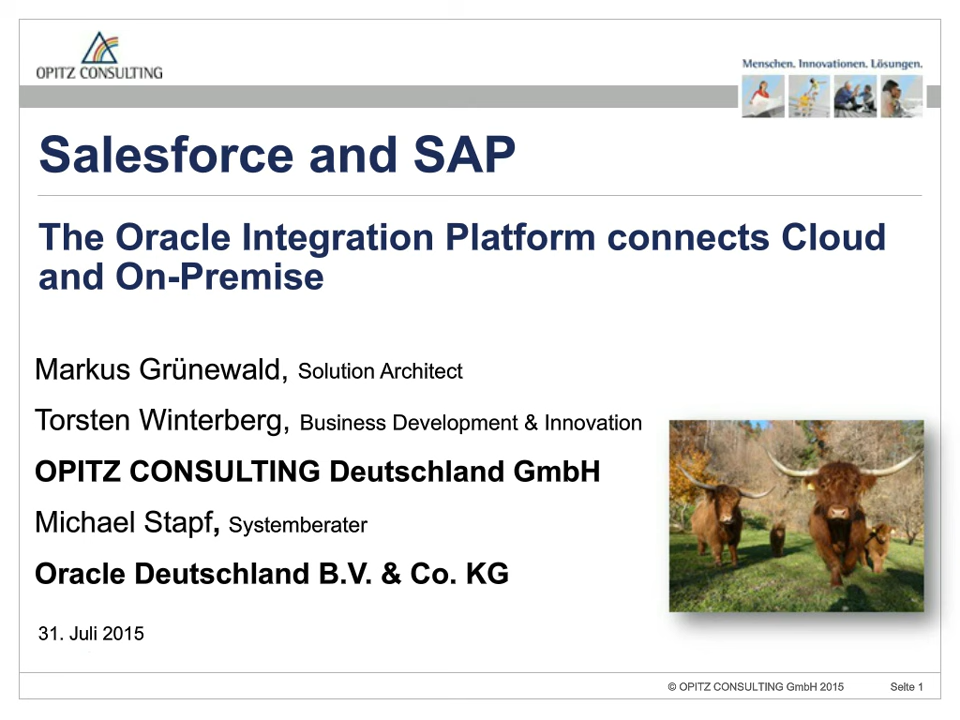 OPITZ CONSULTING
Menschen. Innovationen. Lösungen.
Salesforce and SAP
The Oracle Integration Platform connects Cloud
and On-Premise
Markus Grünewald, Solution Architect
Torsten Winterberg, Business Development & Innovation
OPITZ CONSULTING Deutschland GmbH
Michael Stapf, Systemberater
Oracle Deutschland B.V. & Co. KG
31. Juli 2015
© OPITZ CONSULTING GmbH 2015 Seite 1